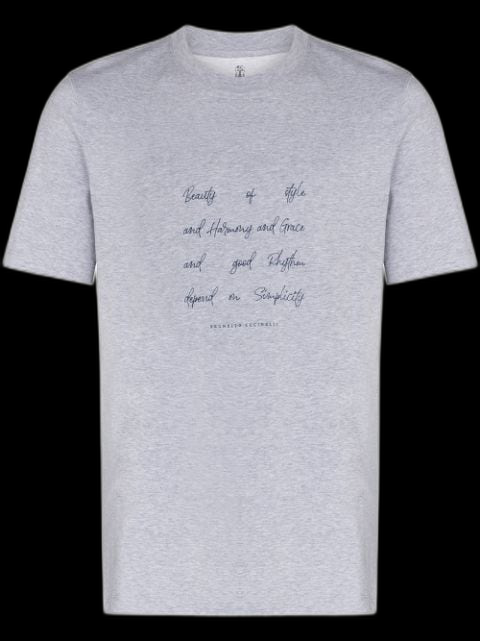 Beauty of style
and Harmony and Grace
and good Rhythm
depend on Simplicity
BRUNELLO CUCINELLI